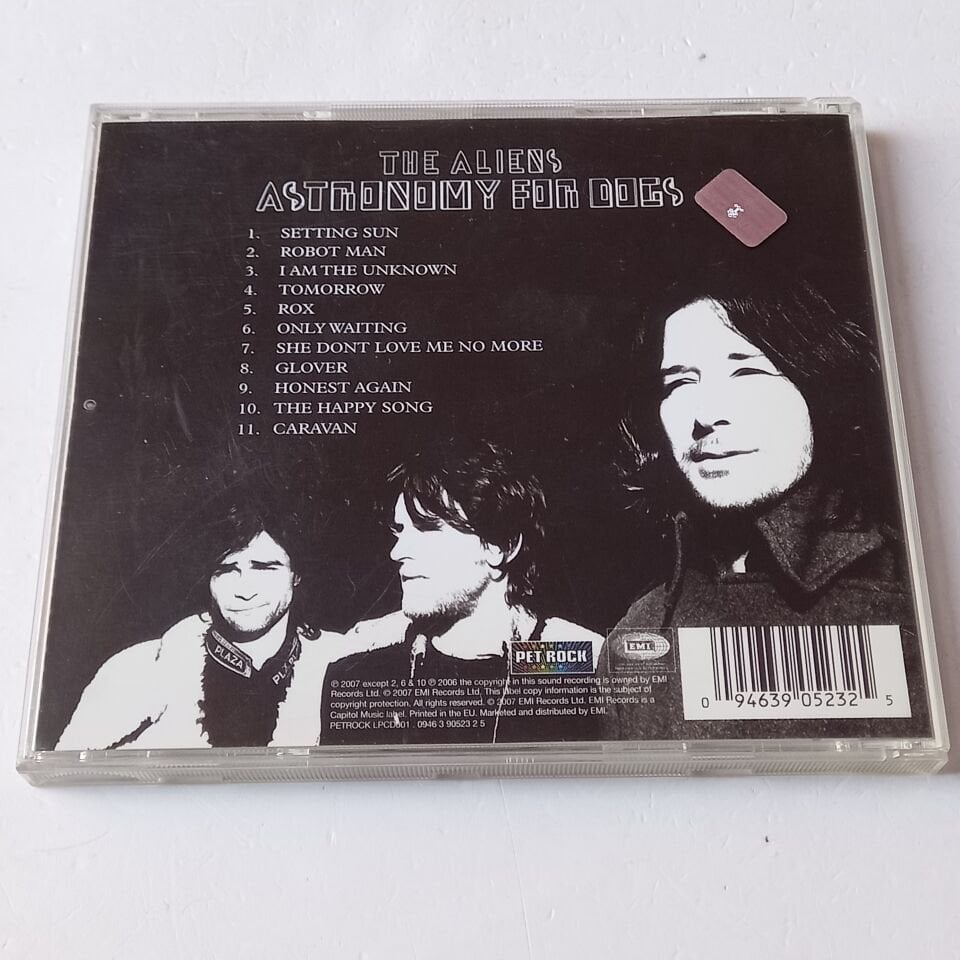 THE ALIENS
ASTRONOMY FOR DOGS
1. SETTING SUN
2. ROBOT MAN
3. I AM THE UNKNOWN
4. TOMORROW
5. ROX
6. ONLY WAITING
7. SHE DONT LOVE ME NO MORE
8. GLOVER
9. HONEST AGAIN
10. THE HAPPY SONG
11. CARAVAN
PLAZA
PET ROCK
EMI
℗ 2007 except 2, 6 & 10 ℗ 2006 the copyright in this sound recording is owned by EMI
Records Ltd. © 2007 EMI Records Ltd. This label copy information is the subject of
copyright protection. All rights reserved. © 2007 EMI Records Ltd. EMI Records is a
Capitol Music label. Printed in the EU. Marketed and distributed by EMI.
PETROCK LPCD001 . 0946 3 90523 2 5
0 94639 05232 5